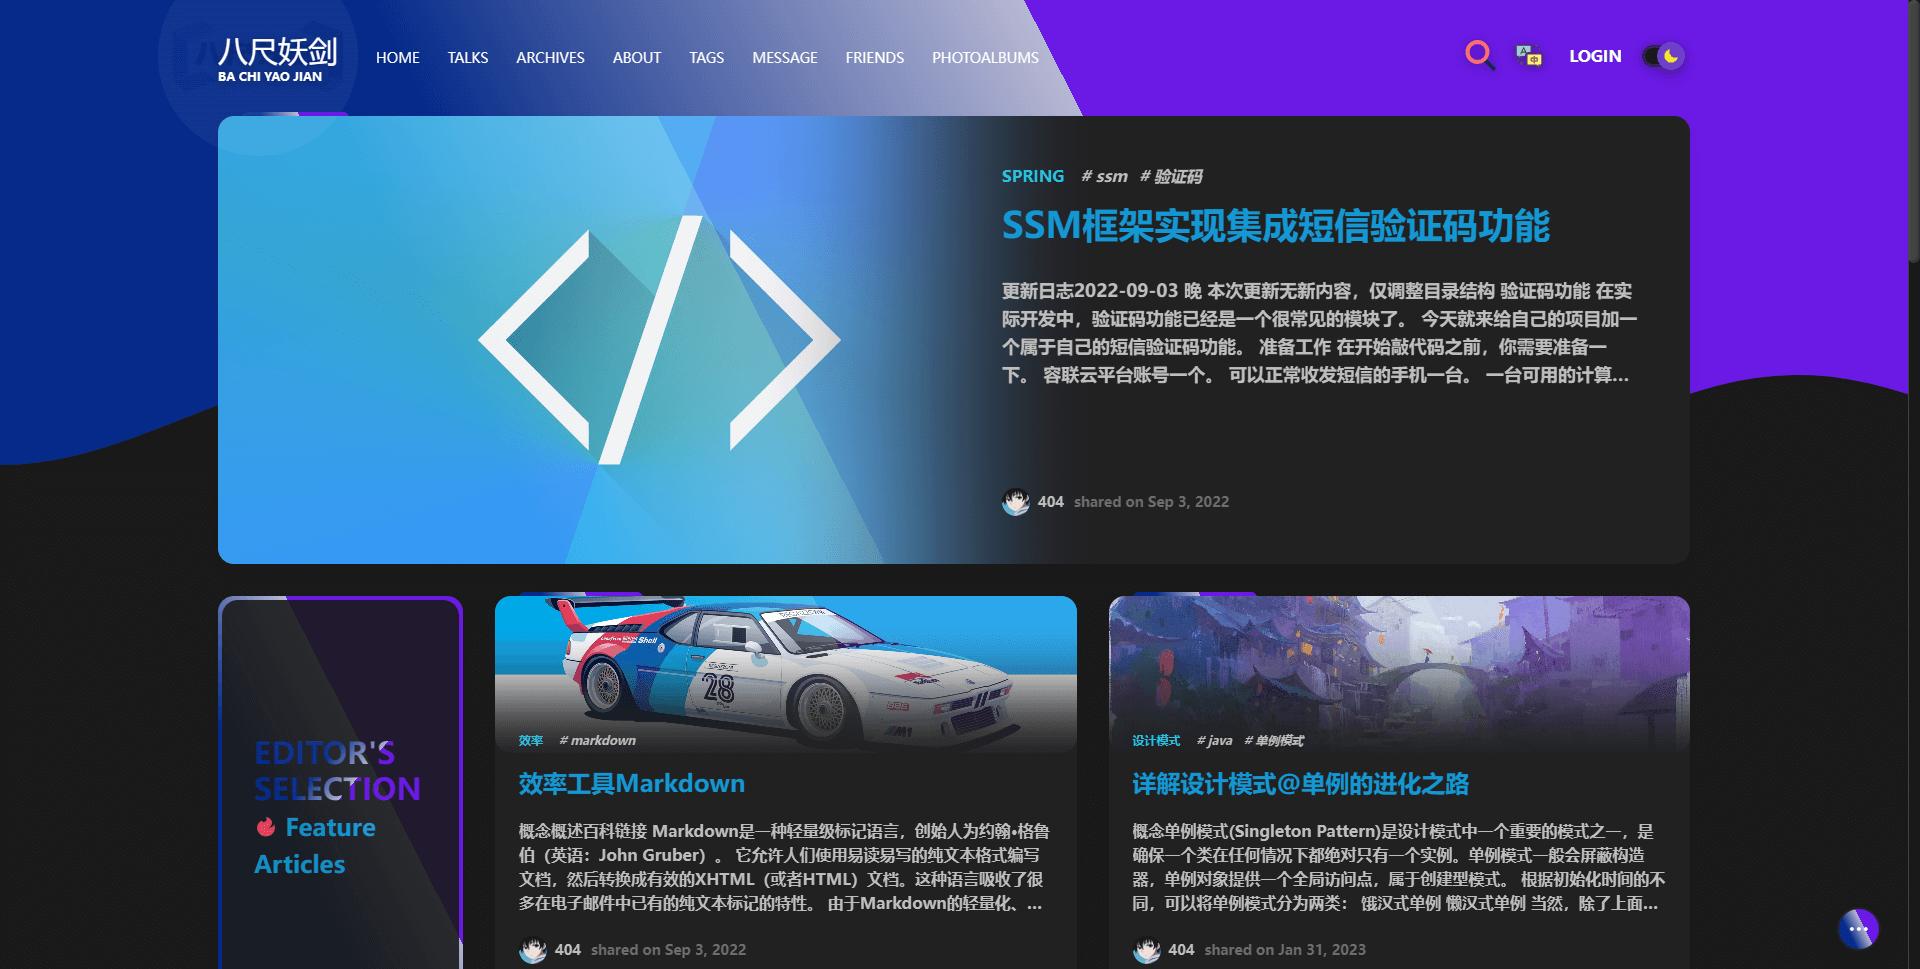 八尺妖剑
BA CHI YAO JIAN
HOME TALKS ARCHIVES ABOUT TAGS MESSAGE FRIENDS PHOTOALBUMS
LOGIN
SPRING # ssm # 验证码
SSM框架实现集成短信验证码功能
更新日志2022-09-03 晚 本次更新无新内容，仅调整目录结构 验证码功能 在实
际开发中，验证码功能已经是一个很常见的模块了。 今天就来给自己的项目加一
个属于自己的短信验证码功能。 准备工作 在开始敲代码之前，你需要准备一
下。 容联云平台账号一个。 可以正常收发短信的手机一台。 一台可用的计算...
404 shared on Sep 3, 2022
EDITOR'S
SELECTION
Feature
Articles
Shell
28
效率 # markdown
效率工具Markdown
概念概述百科链接 Markdown是一种轻量级标记语言，创始人为约翰•格鲁
伯（英语：John Gruber）。 它允许人们使用易读易写的纯文本格式编写
文档，然后转换成有效的XHTML（或者HTML）文档。这种语言吸收了很
多在电子邮件中已有的纯文本标记的特性。 由于Markdown的轻量化、...
404 shared on Sep 3, 2022
设计模式 # java # 单例模式
详解设计模式@单例的进化之路
概念单例模式(Singleton Pattern)是设计模式中一个重要的模式之一，是
确保一个类在任何情况下都绝对只有一个实例。单例模式一般会屏蔽构造
器，单例对象提供一个全局访问点，属于创建型模式。 根据初始化时间的不
同，可以将单例模式分为两类： 饿汉式单例 懒汉式单例 当然，除了上面...
404 shared on Jan 31, 2023